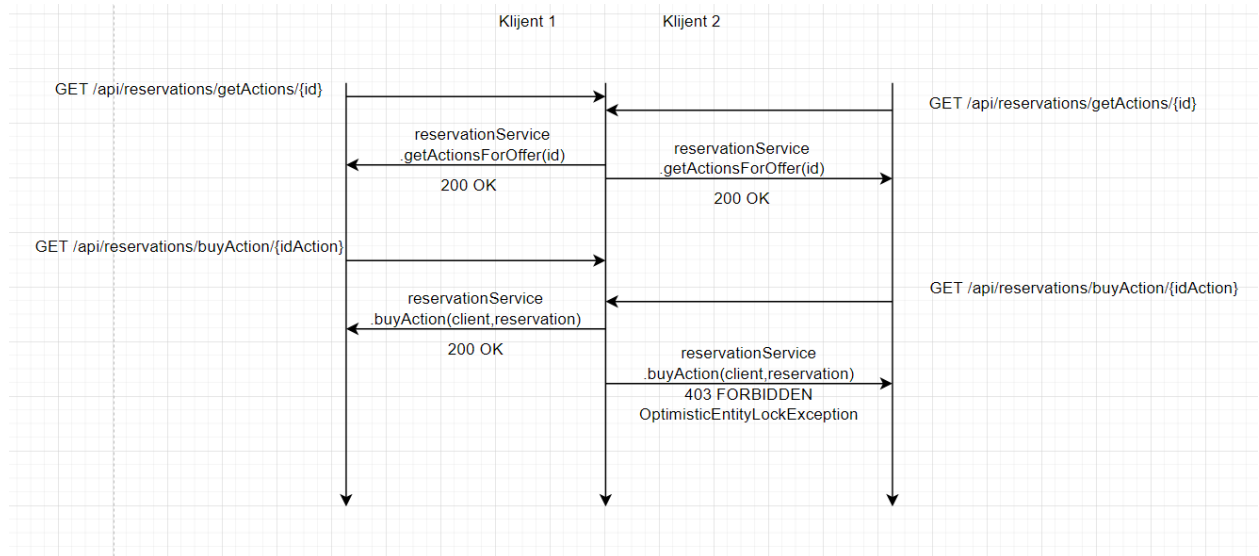 Klijent 1
Klijent 2
GET /api/reservations/getActions/{id}
GET /api/reservations/getActions/{id}
reservationService
.getActionsForOffer(id)
200 OK
reservationService
.getActionsForOffer(id)
200 OK
GET /api/reservations/buyAction/{idAction}
GET /api/reservations/buyAction/{idAction}
reservationService
.buyAction(client,reservation)
200 OK
reservationService
.buyAction(client,reservation)
403 FORBIDDEN
OptimisticEntityLockException